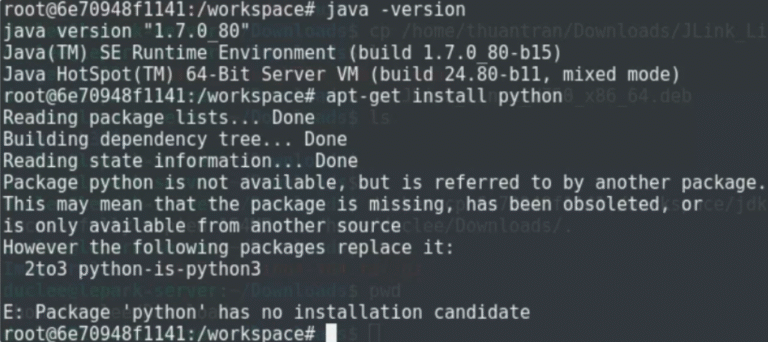 root@6e70948f1141:/workspace# java -version
java version "1.7.0_80"
Java(TM) SE Runtime Environment (build 1.7.0_80-b15)
Java HotSpot(TM) 64-Bit Server VM (build 24.80-b11, mixed mode)
root@6e70948f1141:/workspace# apt-get install python
Reading package lists... Done
Building dependency tree... Done
Reading state information... Done
Package python is not available, but is referred to by another package.
This may mean that the package is missing, has been obsoleted, or
is only available from another source
However the following packages replace it:
  2to3 python-is-python3
E: Package 'python' has no installation candidate
root@6e70948f1141:/workspace#